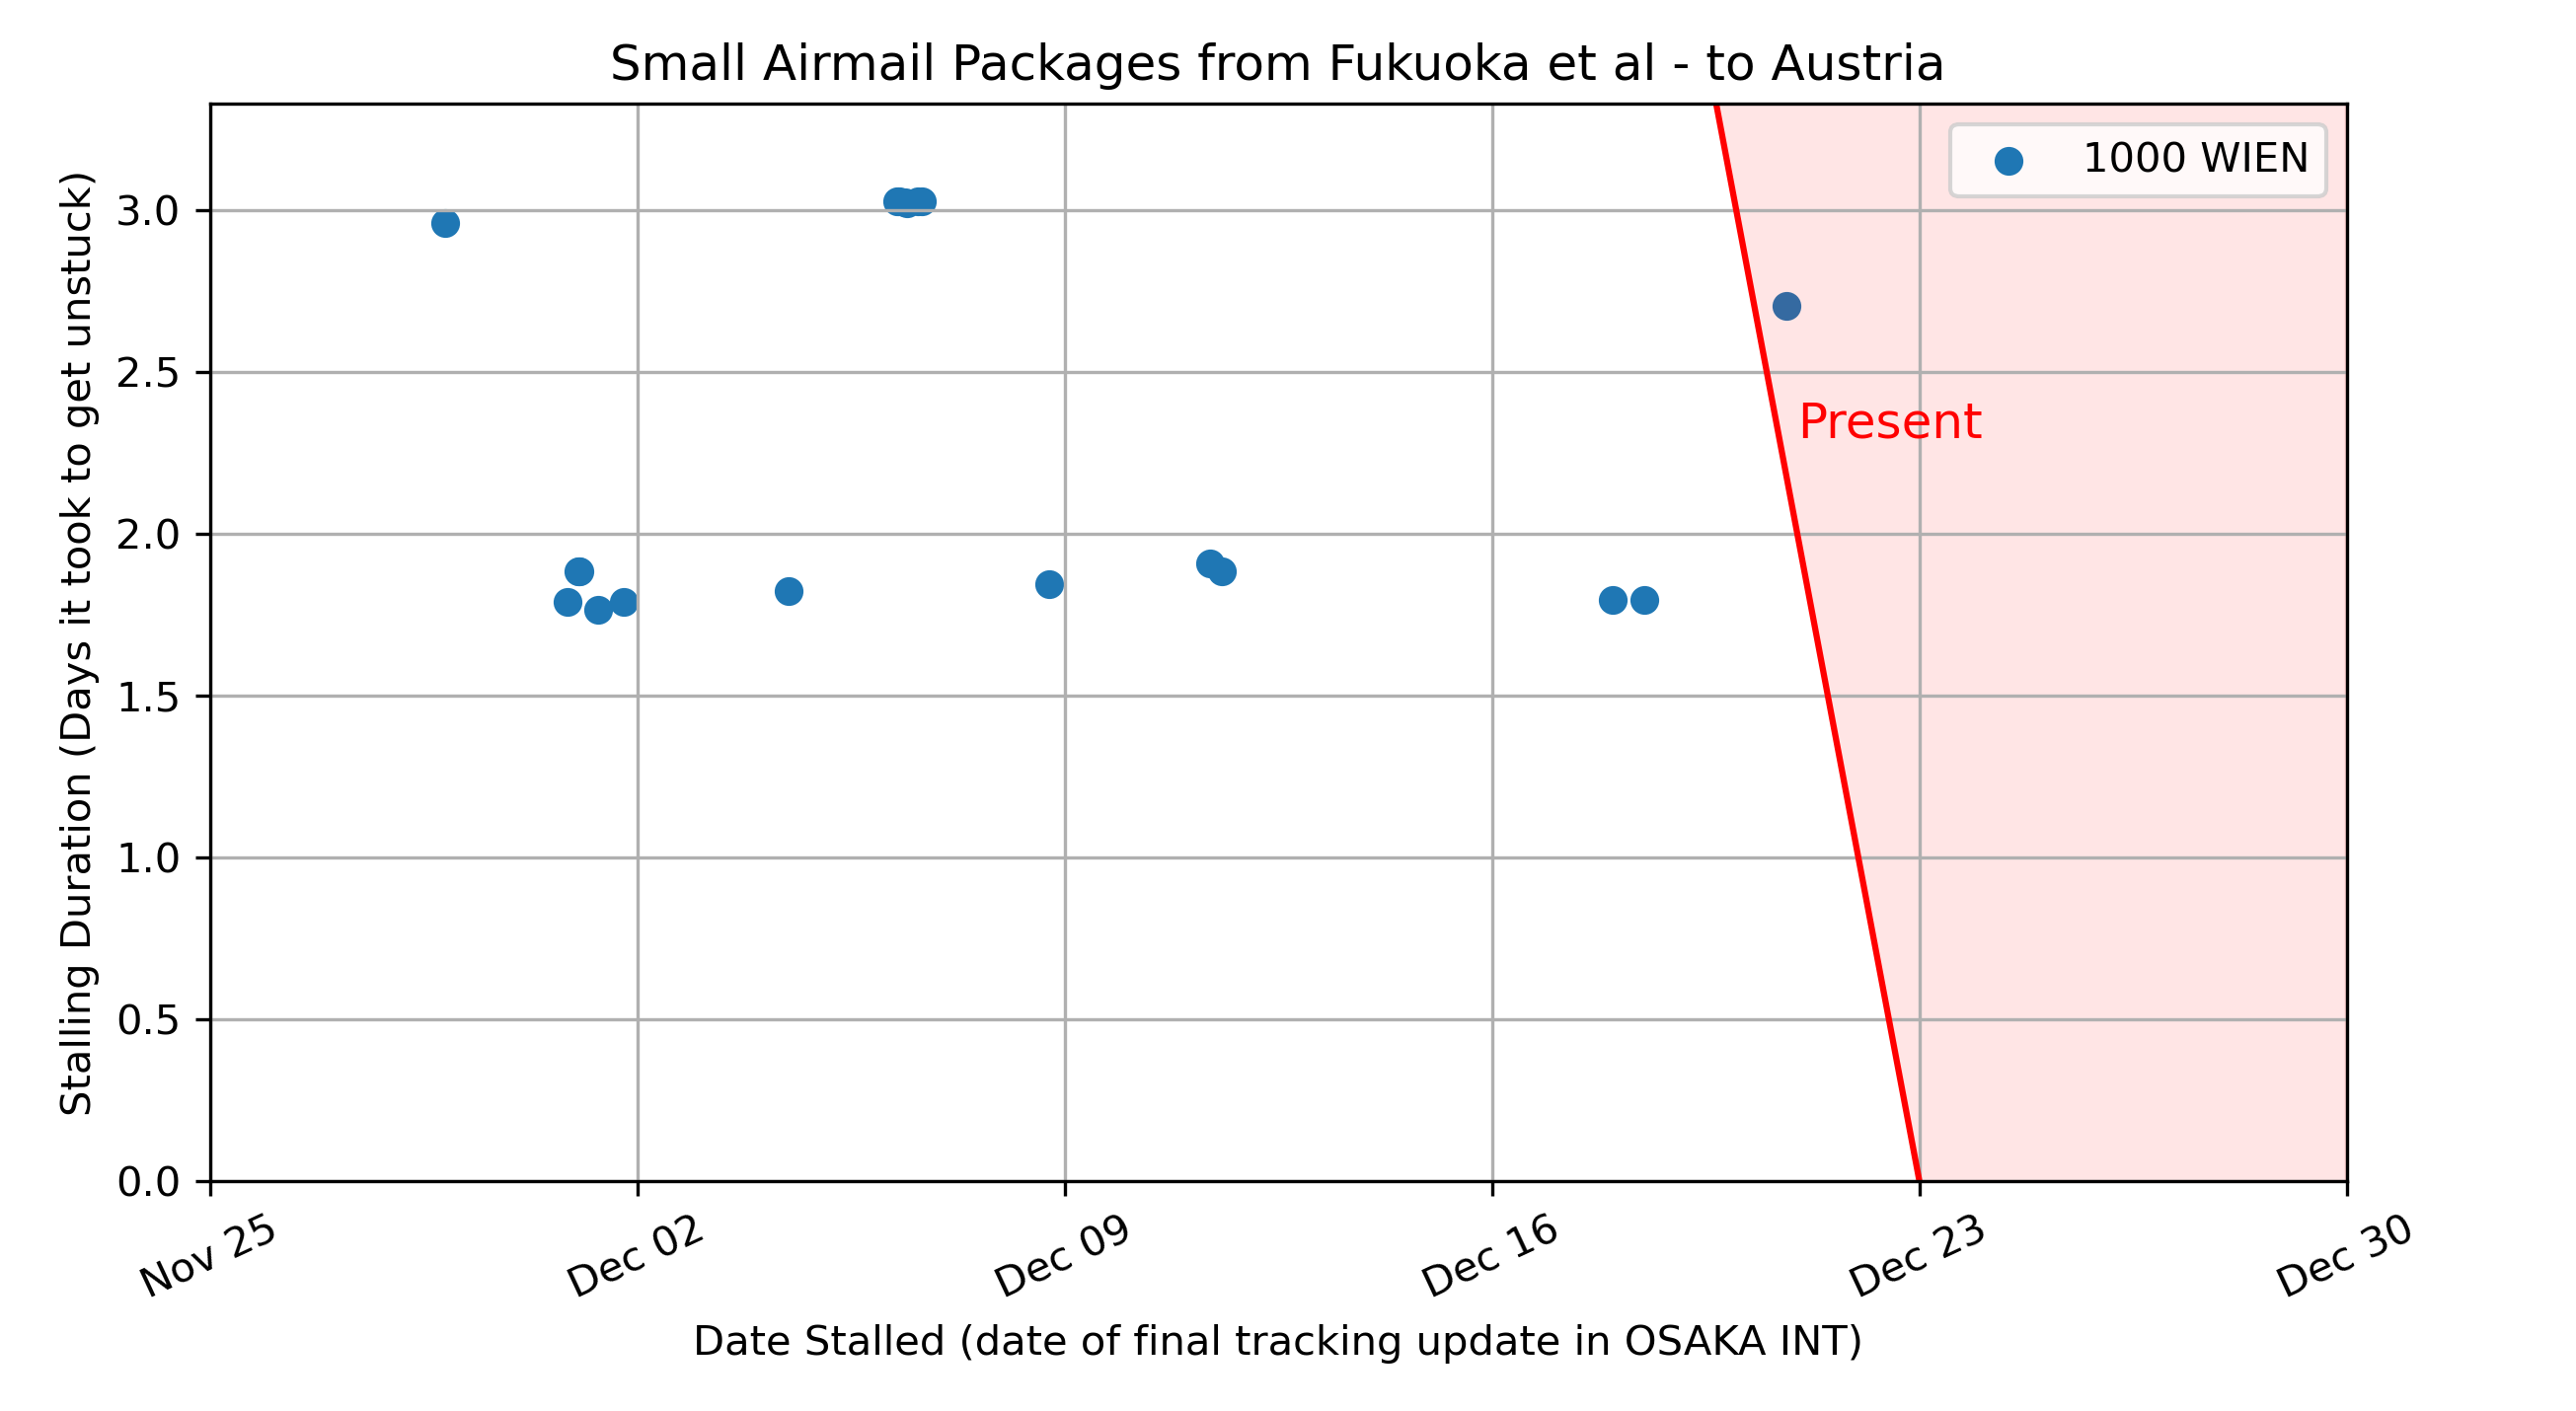 Small Airmail Packages from Fukuoka et al - to Austria
1000 WIEN
Present
Stalling Duration (Days it took to get unstuck)
3.0
2.5
2.0
1.5
1.0
0.5
0.0
Nov 25
Dec 02
Dec 09
Dec 16
Dec 23
Dec 30
Date Stalled (date of final tracking update in OSAKA INT)